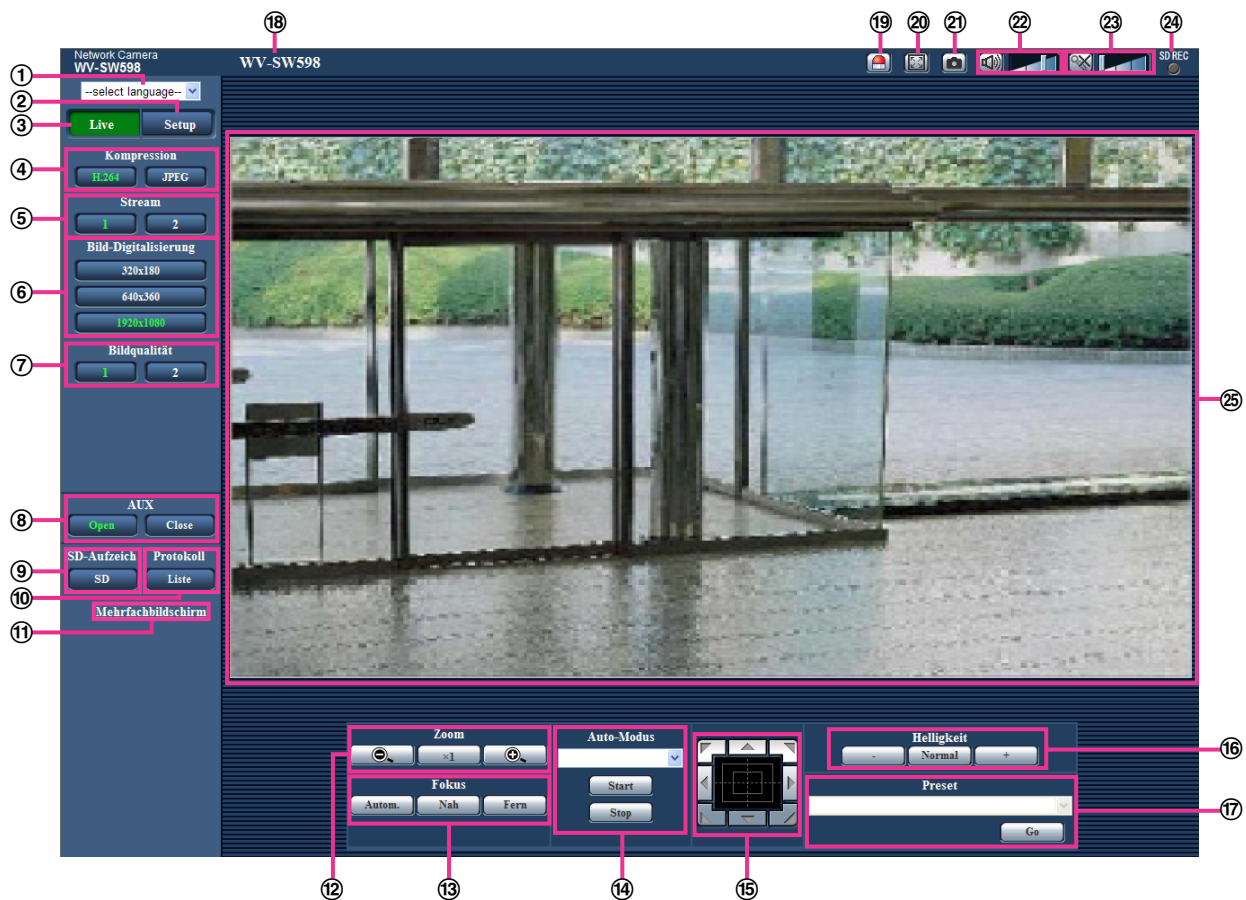 ⑱
⑲
⑳
㉑
㉒
㉓
㉔
Network Camera
WV-SW598
WV-SW598
SD REC
①
--select language--
②
③
Live
Setup
④
Kompression
H.264
JPEG
⑤
Stream
1
2
⑥
Bild-Digitalisierung
320x180
640x360
1920x1080
⑦
Bildqualität
1
2
㉕
⑧
AUX
Open
Close
⑨
SD-Aufzeich
Protokoll
SD
Liste
⑩
⑪
Mehrfachbildschirm
Zoom
×1
Fokus
Autom.
Nah
Fern
Auto-Modus
Start
Stop
Helligkeit
-
Normal
+
⑯
Preset
Go
⑰
⑫
⑬
⑭
⑮